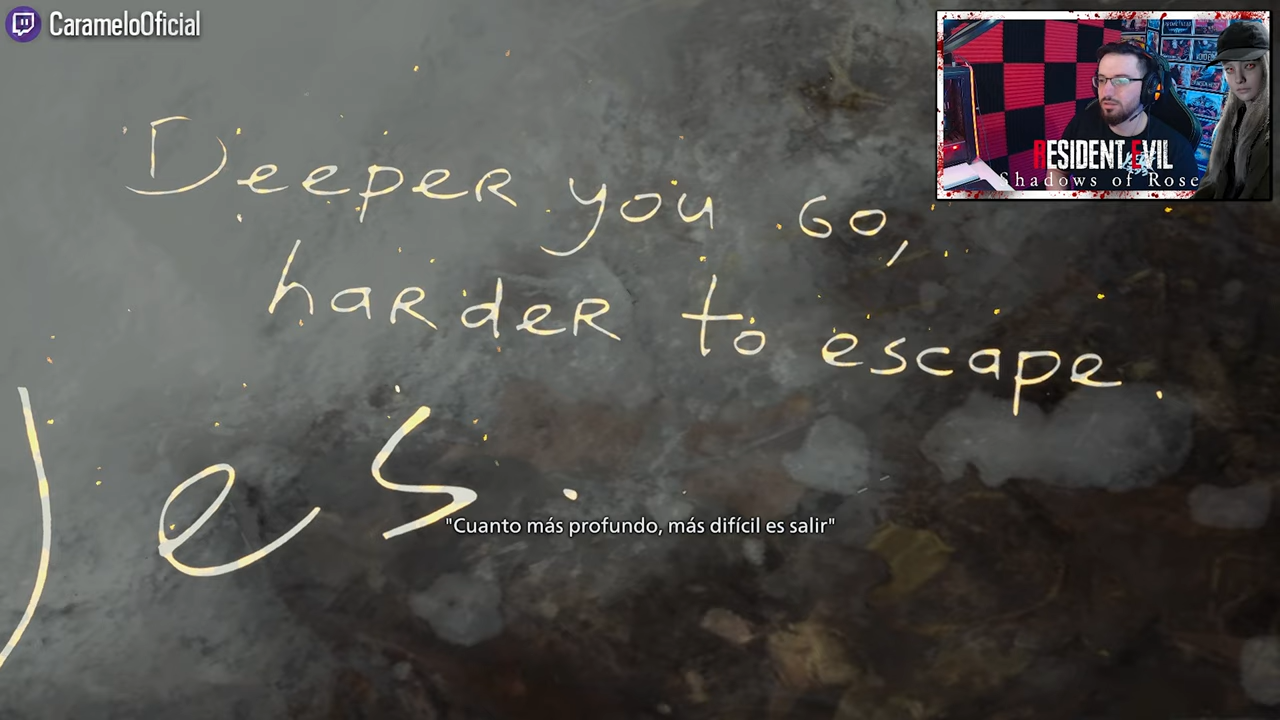 CarameloOficial
RESIDENT EVIL
Shadows of Rose
Deeper you go,
harder to escape.
es.
"Cuanto más profundo, más difícil es salir"